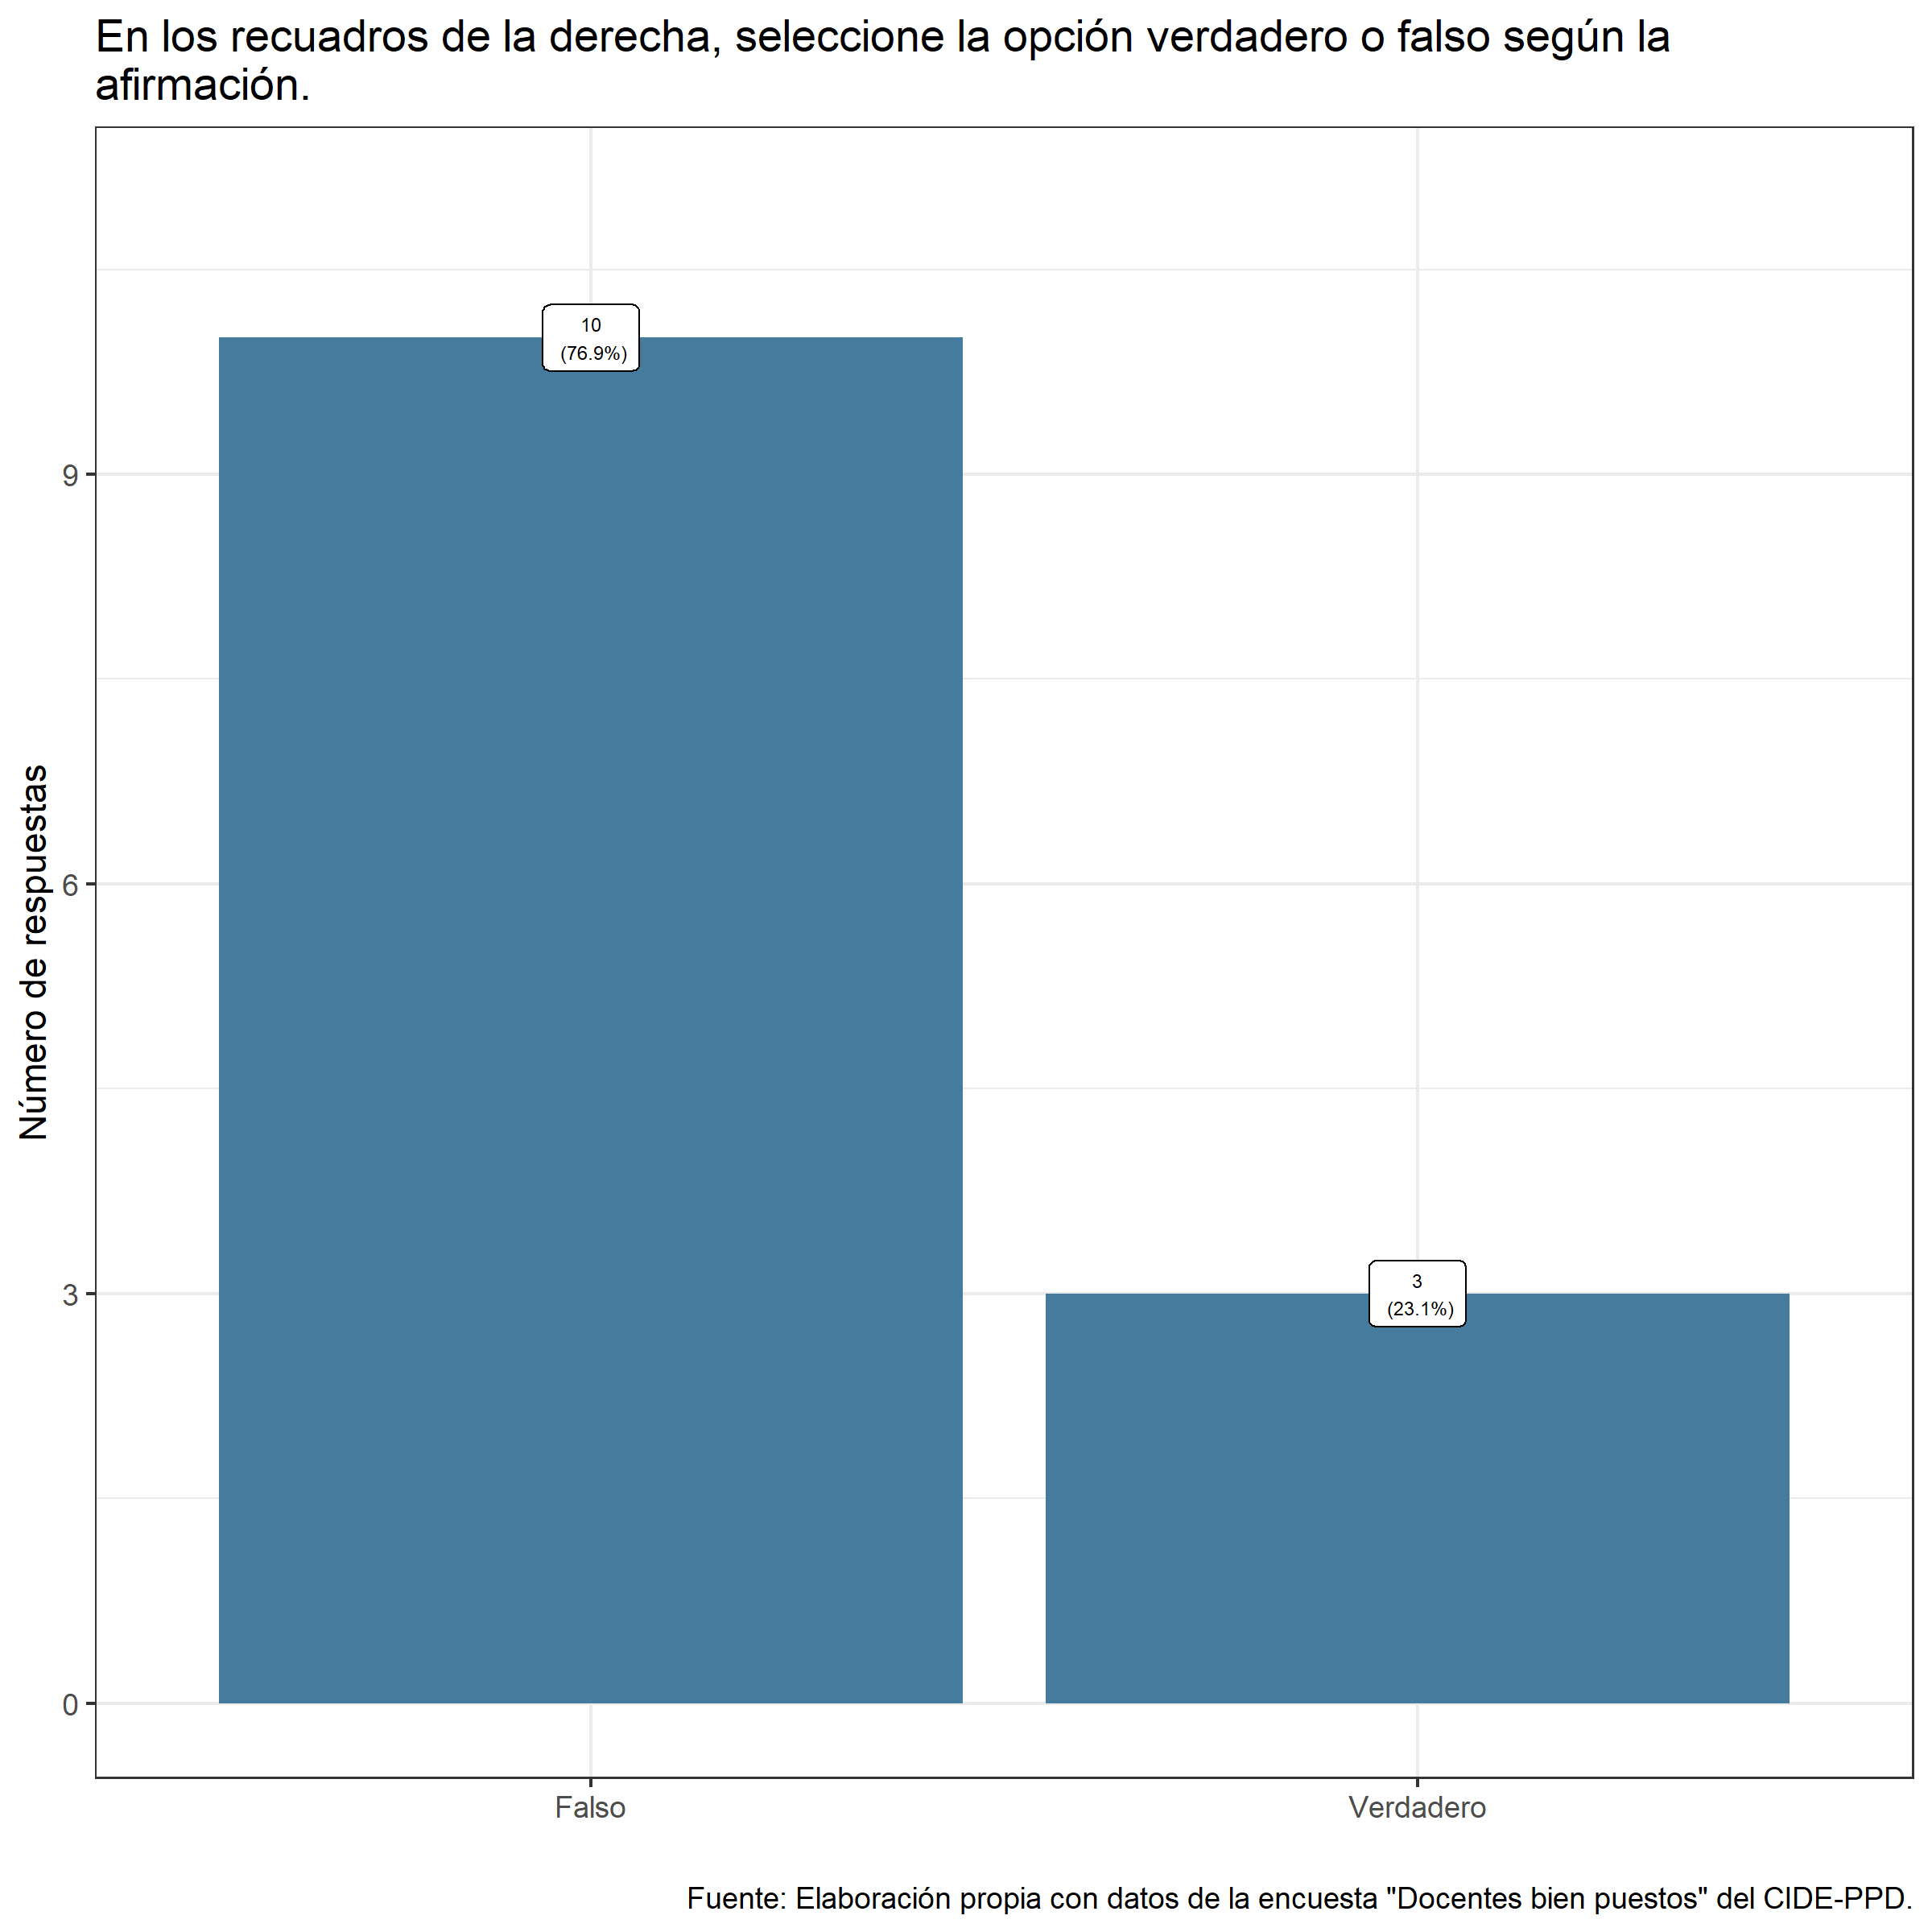 En los recuadros de la derecha, seleccione la opción verdadero o falso según la
afirmación.
Número de respuestas
9
6
3
0
10
(76.9%)
3
(23.1%)
Falso
Verdadero
Fuente: Elaboración propia con datos de la encuesta "Docentes bien puestos" del CIDE-PPD.